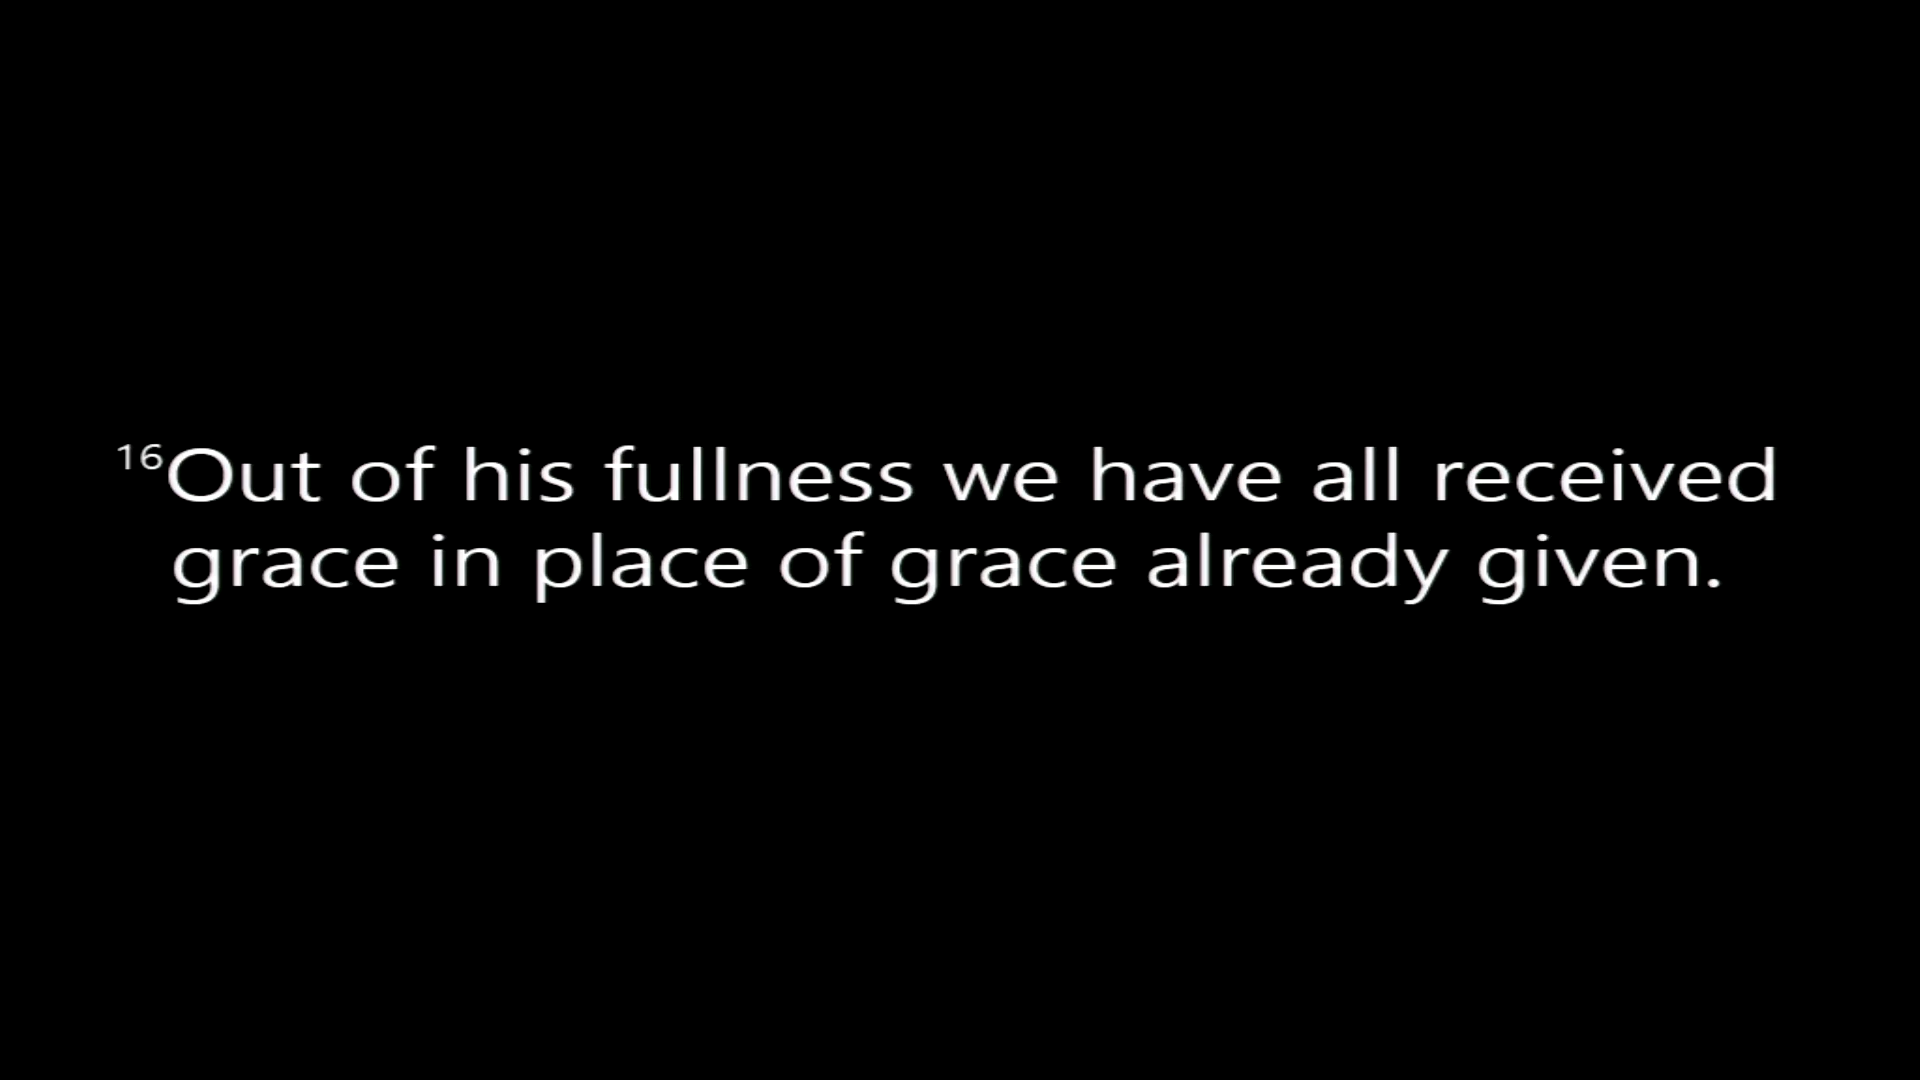 ¹⁶Out of his fullness we have all received
grace in place of grace already given.